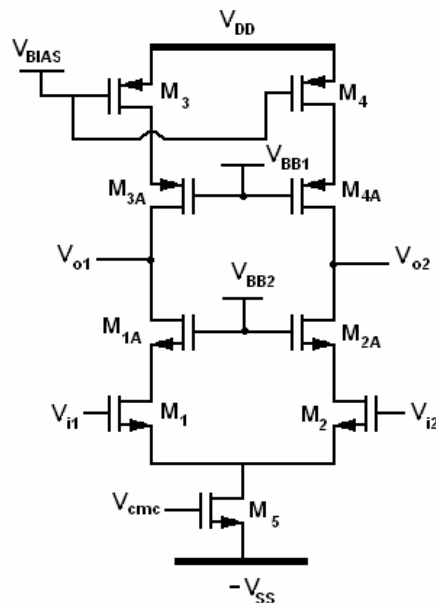 V_DD
V_BIAS
M_3
M_4
V_BB1
M_3A
M_4A
V_o1
V_o2
V_BB2
M_1A
M_2A
V_i1
M_1
M_2
V_i2
V_cmc
M_5
-V_SS